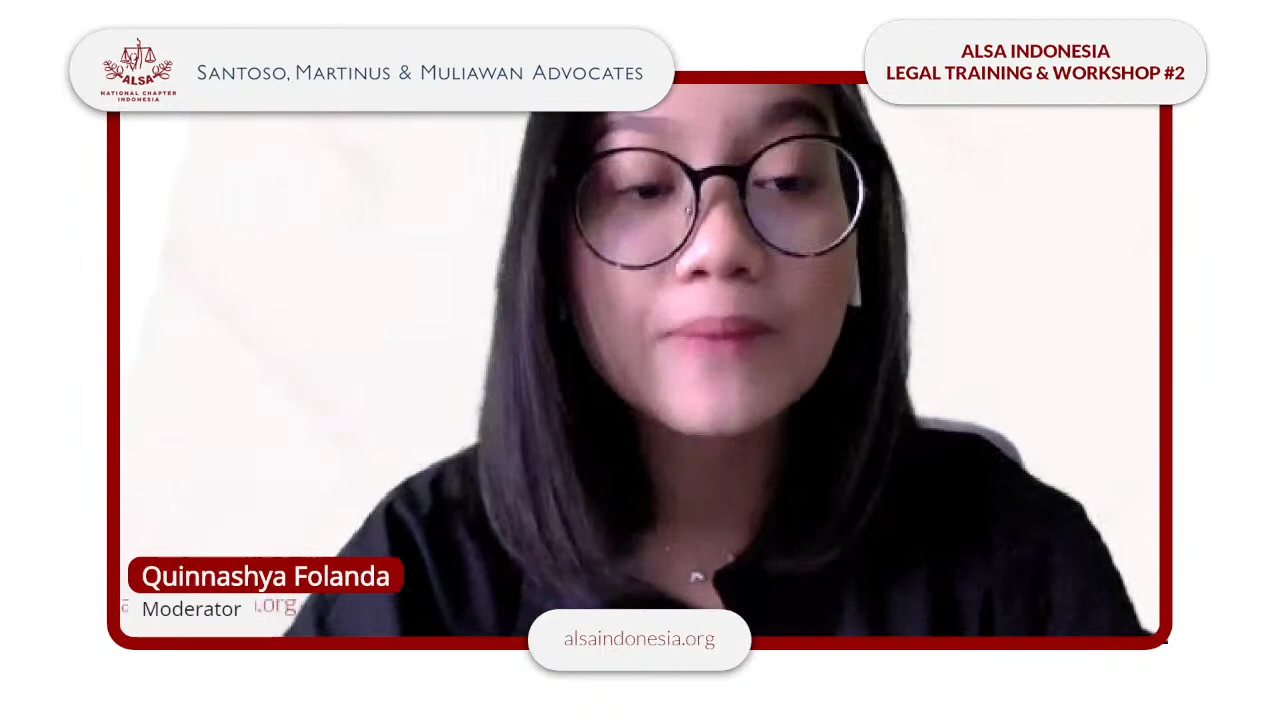 ALSA
NATIONAL CHAPTER
INDONESIA
SANTOSO, MARTINUS & MULIAWAN ADVOCATES
ALSA INDONESIA
LEGAL TRAINING & WORKSHOP #2
Quinnashya Folanda
Moderator
.org
alsaindonesia.org